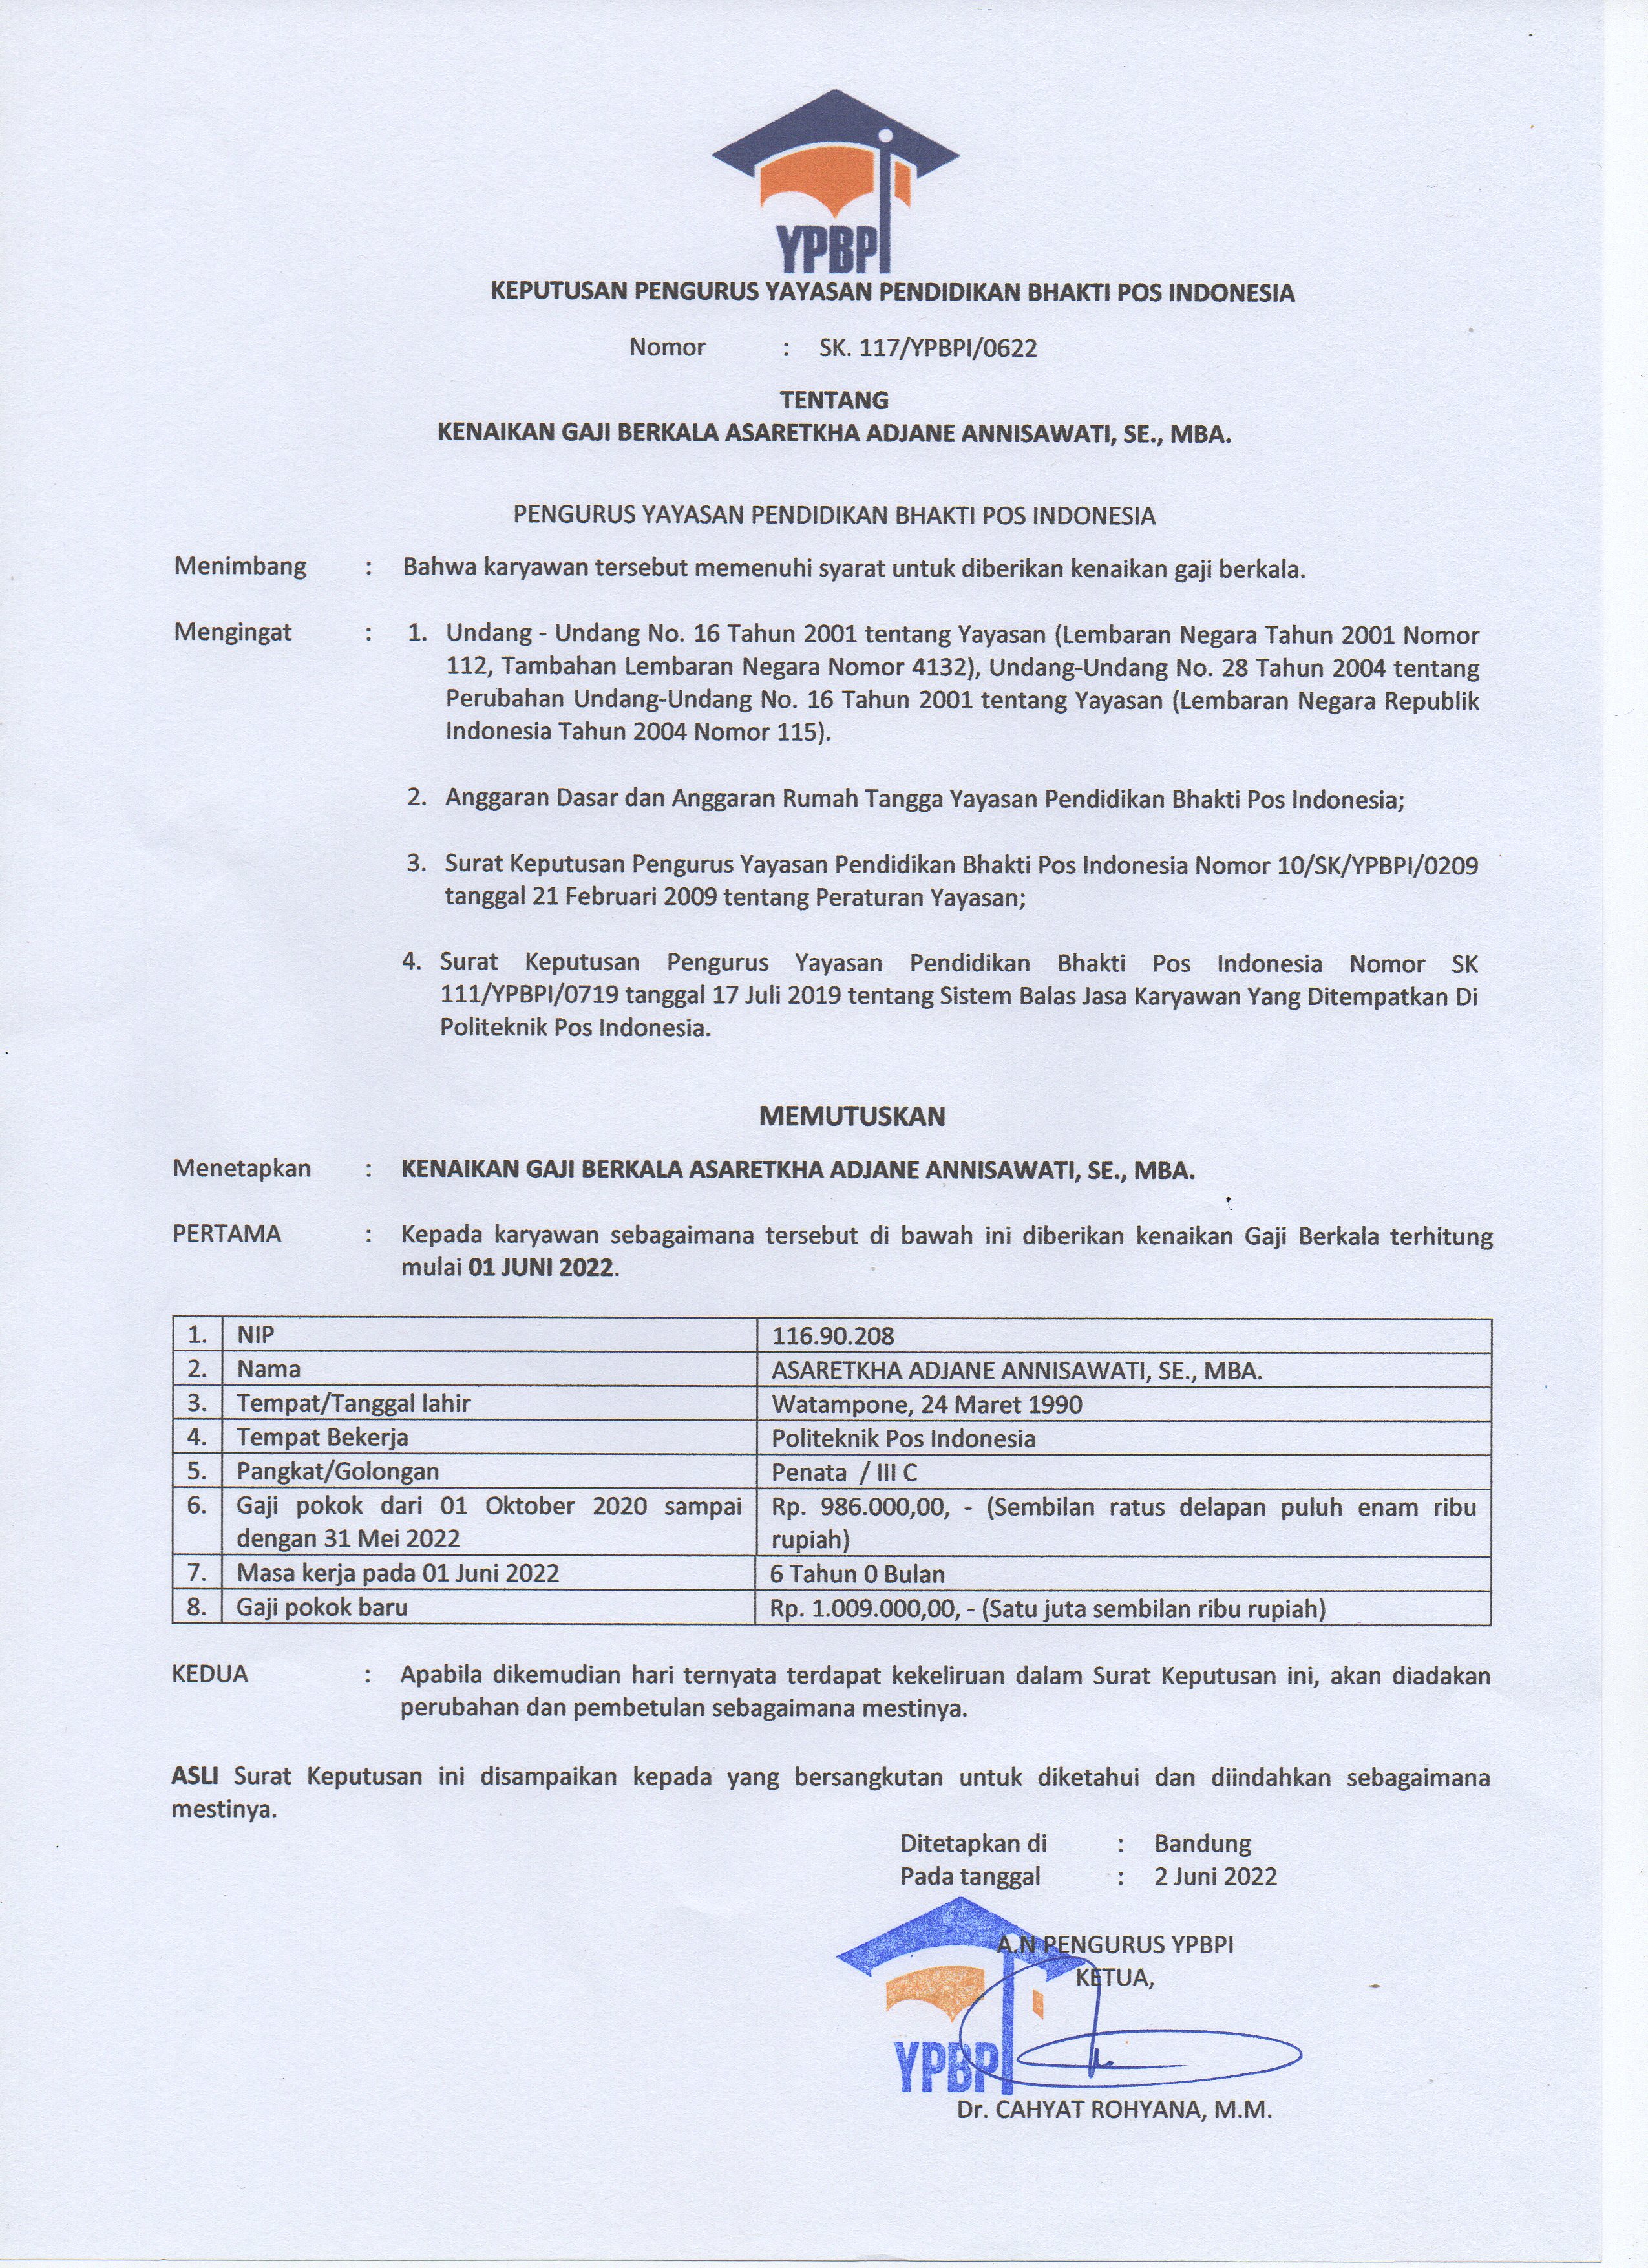 YPBPI
KEPUTUSAN PENGURUS YAYASAN PENDIDIKAN BHAKTI POS INDONESIA
Nomor : SK. 117/YPBPI/0622
TENTANG
KENAIKAN GAJI BERKALA ASARETKHA ADJANE ANNISAWATI, SE., MBA.
PENGURUS YAYASAN PENDIDIKAN BHAKTI POS INDONESIA
Menimbang : Bahwa karyawan tersebut memenuhi syarat untuk diberikan kenaikan gaji berkala.
Mengingat : 1. Undang - Undang No. 16 Tahun 2001 tentang Yayasan (Lembaran Negara Tahun 2001 Nomor
112, Tambahan Lembaran Negara Nomor 4132), Undang-Undang No. 28 Tahun 2004 tentang
Perubahan Undang-Undang No. 16 Tahun 2001 tentang Yayasan (Lembaran Negara Republik
Indonesia Tahun 2004 Nomor 115).
2. Anggaran Dasar dan Anggaran Rumah Tangga Yayasan Pendidikan Bhakti Pos Indonesia;
3. Surat Keputusan Pengurus Yayasan Pendidikan Bhakti Pos Indonesia Nomor 10/SK/YPBPI/0209
tanggal 21 Februari 2009 tentang Peraturan Yayasan;
4. Surat Keputusan Pengurus Yayasan Pendidikan Bhakti Pos Indonesia Nomor SK
111/YPBPI/0719 tanggal 17 Juli 2019 tentang Sistem Balas Jasa Karyawan Yang Ditempatkan Di
Politeknik Pos Indonesia.
MEMUTUSKAN
Menetapkan : KENAIKAN GAJI BERKALA ASARETKHA ADJANE ANNISAWATI, SE., MBA.
PERTAMA : Kepada karyawan sebagaimana tersebut di bawah ini diberikan kenaikan Gaji Berkala terhitung
mulai 01 JUNI 2022.
1. NIP 116.90.208
2. Nama ASARETKHA ADJANE ANNISAWATI, SE., MBA.
3. Tempat/Tanggal lahir Watampone, 24 Maret 1990
4. Tempat Bekerja Politeknik Pos Indonesia
5. Pangkat/Golongan Penata / III C
6. Gaji pokok dari 01 Oktober 2020 sampai Rp. 986.000,00, - (Sembilan ratus delapan puluh enam ribu
dengan 31 Mei 2022 rupiah)
7. Masa kerja pada 01 Juni 2022 6 Tahun 0 Bulan
8. Gaji pokok baru Rp. 1.009.000,00, - (Satu juta sembilan ribu rupiah)
KEDUA : Apabila dikemudian hari ternyata terdapat kekeliruan dalam Surat Keputusan ini, akan diadakan
perubahan dan pembetulan sebagaimana mestinya.
ASLI Surat Keputusan ini disampaikan kepada yang bersangkutan untuk diketahui dan diindahkan sebagaimana
mestinya.
Ditetapkan di : Bandung
Pada tanggal : 2 Juni 2022
A.N PENGURUS YPBPI
KETUA,
YPBPI
Dr. CAHYAT ROHYANA, M.M.